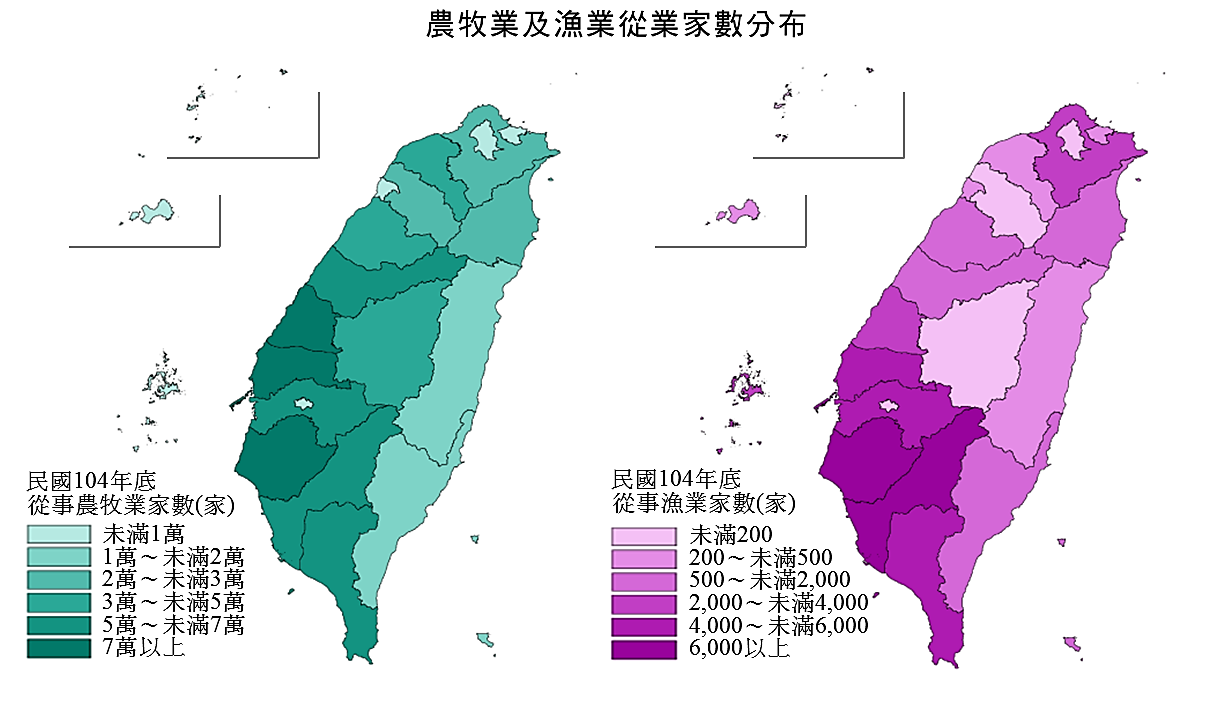 農牧業及漁業從業家數分布
民國104年底
從事農牧業家數(家)
未滿1萬
1萬～未滿2萬
2萬～未滿3萬
3萬～未滿5萬
5萬～未滿7萬
7萬以上
民國104年底
從事漁業家數(家)
未滿200
200～未滿500
500～未滿2,000
2,000～未滿4,000
4,000～未滿6,000
6,000以上